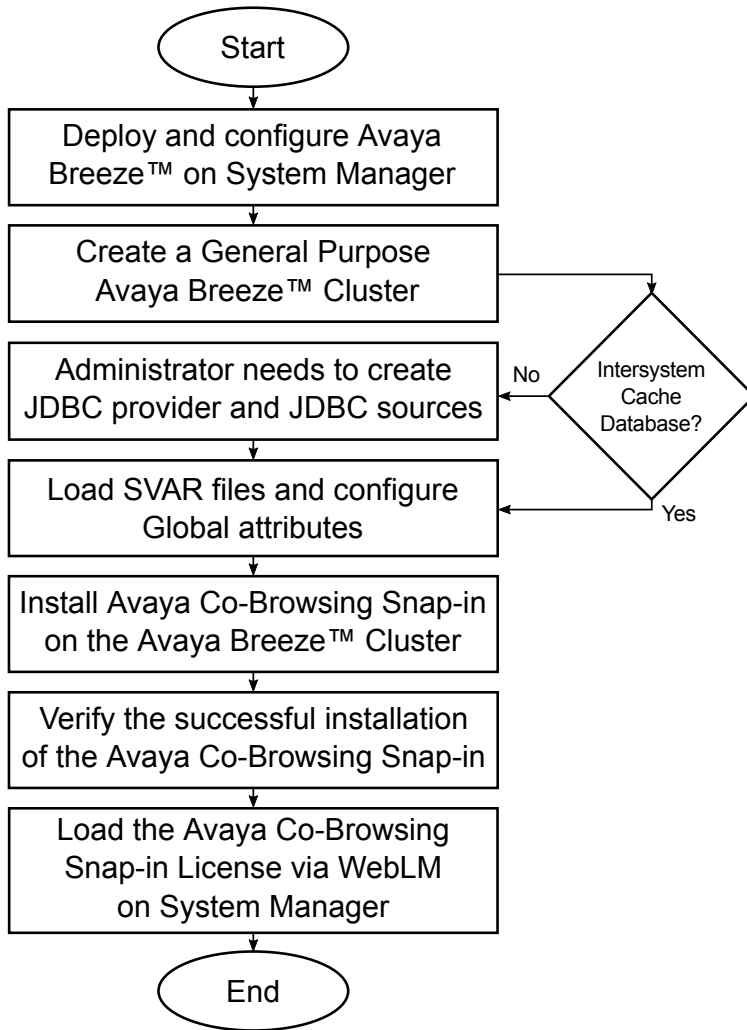 Start
Deploy and configure Avaya
Breeze™ on System Manager
Create a General Purpose
Avaya Breeze™ Cluster
Intersystem
Cache
Database?
No
Yes
Administrator needs to create
JDBC provider and JDBC sources
Load SVAR files and configure
Global attributes
Install Avaya Co-Browsing Snap-in
on the Avaya Breeze™ Cluster
Verify the successful installation
of the Avaya Co-Browsing Snap-in
Load the Avaya Co-Browsing
Snap-in License via WebLM
on System Manager
End